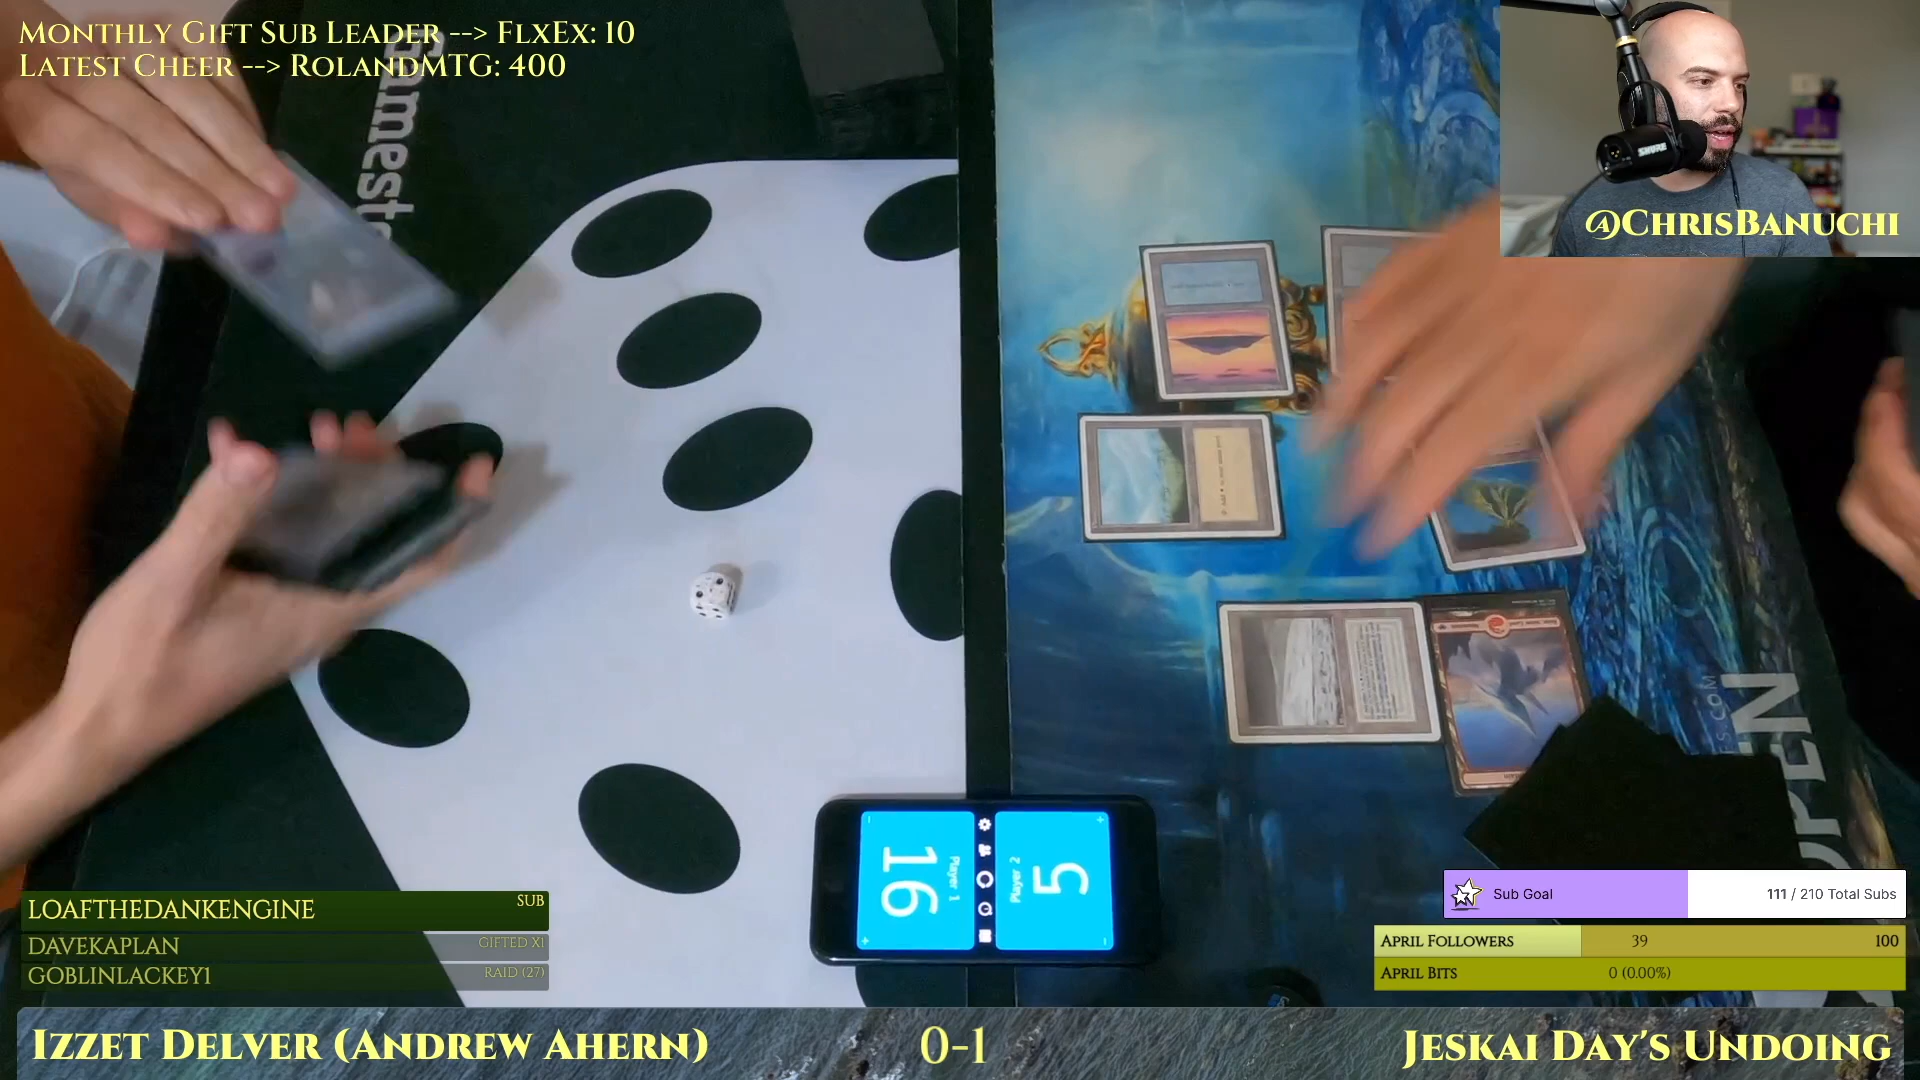 MONTHLY GIFT SUB LEADER --> FLXEX: 10
LATEST CHEER --> ROLANDMTG: 400
SHURE
@CHRISBANUCHI
16
Player 1
Player 2
5
LOAFTHEDANKENGINE SUB
DAVEKAPLAN GIFTED X1
GOBLINLACKEY1 RAID (27)
Sub Goal 111 / 210 Total Subs
APRIL FOLLOWERS 39 100
APRIL BITS 0 (0.00%)
IZZET DELVER (ANDREW AHERN) 0-1 JESKAI DAY'S UNDOING